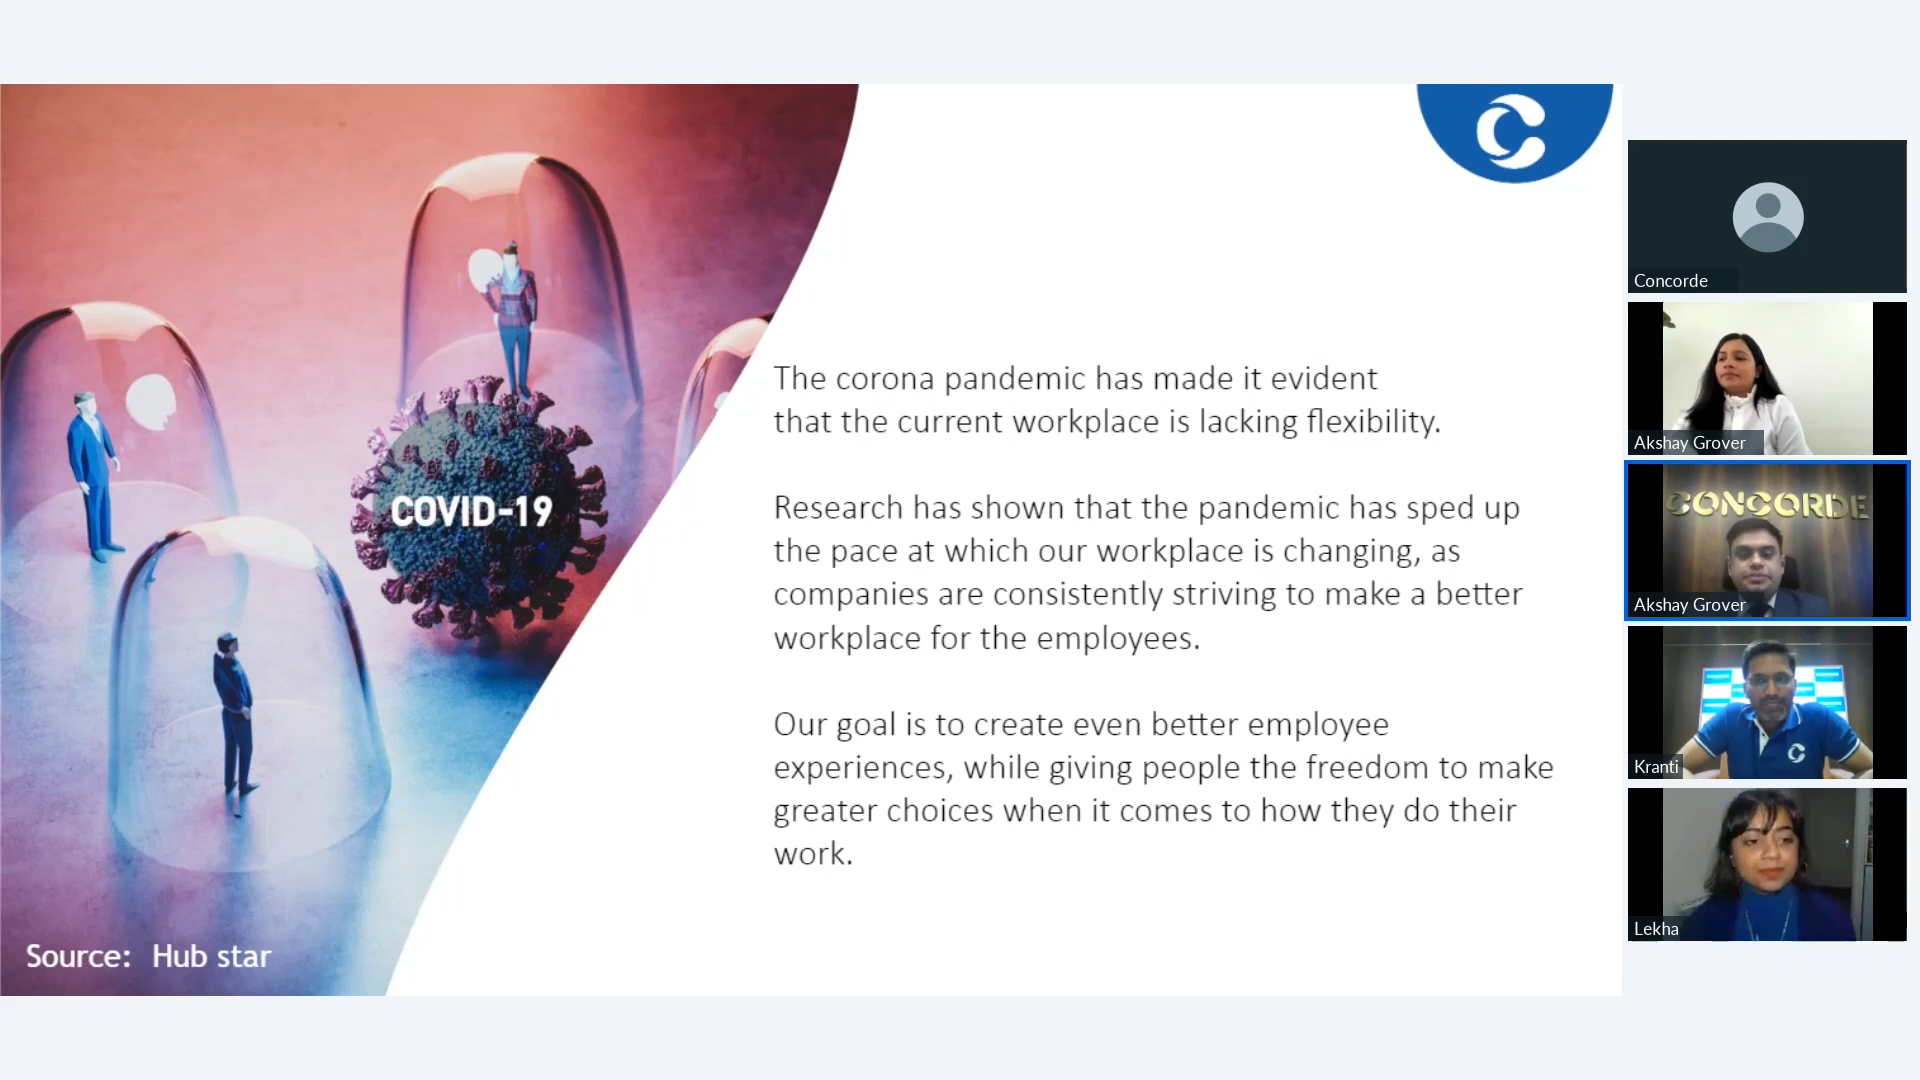 The corona pandemic has made it evident
that the current workplace is lacking flexibility.
Research has shown that the pandemic has sped up
the pace at which our workplace is changing, as
companies are consistently striving to make a better
workplace for the employees.
Our goal is to create even better employee
experiences, while giving people the freedom to make
greater choices when it comes to how they do their
work.
COVID-19
Source: Hub star
Concorde
Akshay Grover
CONCORDE
Akshay Grover
Kranti
Lekha